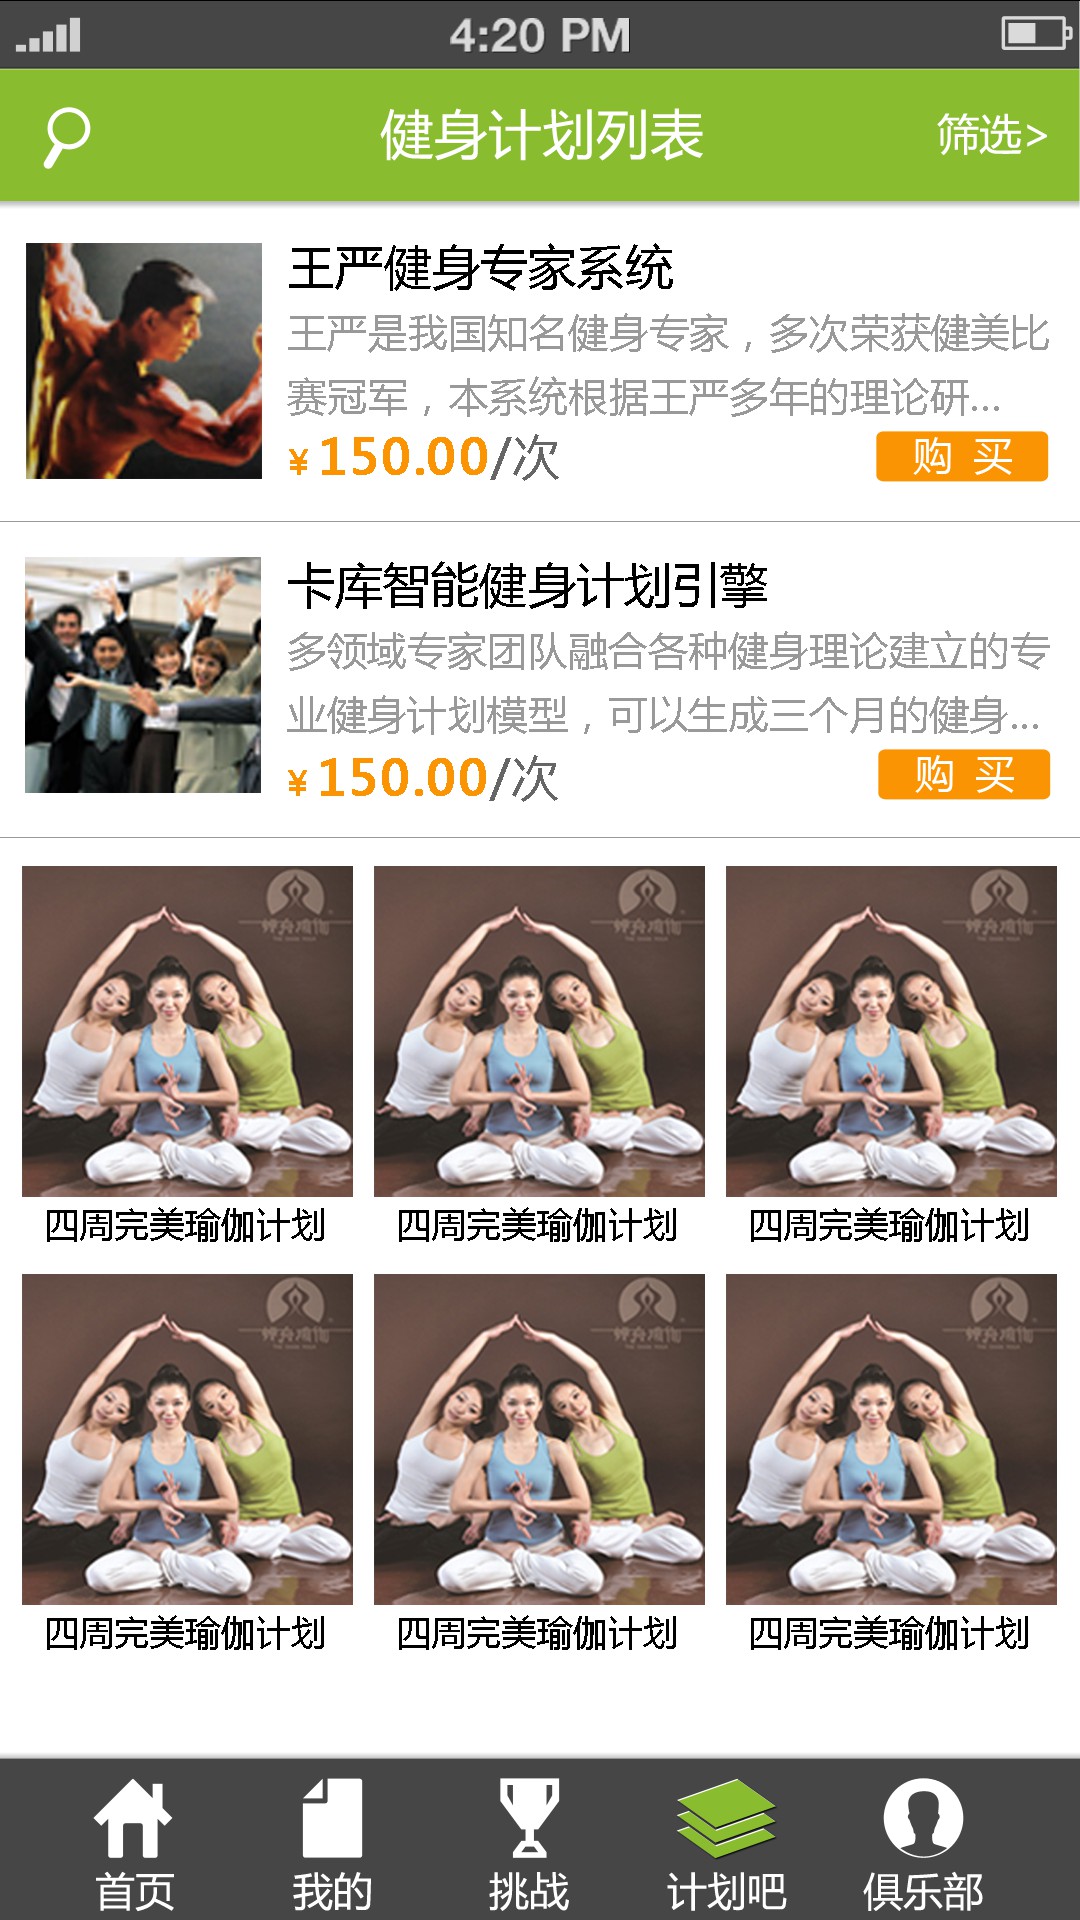 4:20 PM
健身计划列表
筛选>
王严健身专家系统
王严是我国知名健身专家，多次荣获健美比
赛冠军，本系统根据王严多年的理论研...
¥150.00/次
购 买
卡库智能健身计划引擎
多领域专家团队融合各种健身理论建立的专
业健身计划模型，可以生成三个月的健身...
¥150.00/次
购 买
四周完美瑜伽计划
四周完美瑜伽计划
四周完美瑜伽计划
四周完美瑜伽计划
四周完美瑜伽计划
四周完美瑜伽计划
首页
我的
挑战
计划吧
俱乐部